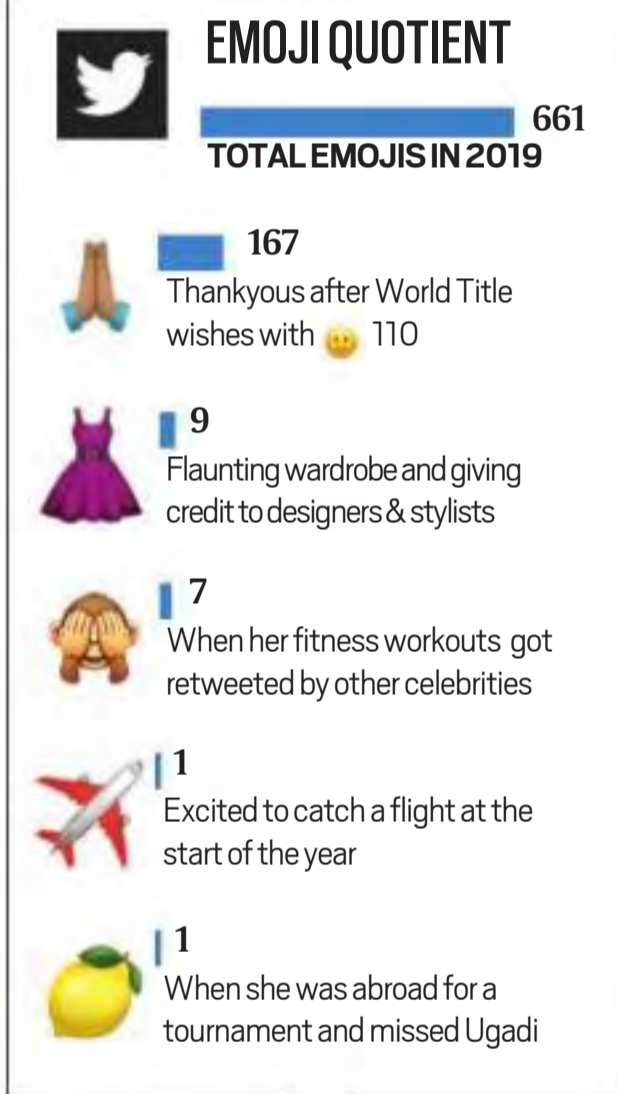 EMOJI QUOTIENT
661
TOTAL EMOJIS IN 2019
167
Thankyous after World Title
wishes with 😊 110
9
Flaunting wardrobe and giving
credit to designers & stylists
7
When her fitness workouts got
retweeted by other celebrities
1
Excited to catch a flight at the
start of the year
1
When she was abroad for a
tournament and missed Ugadi